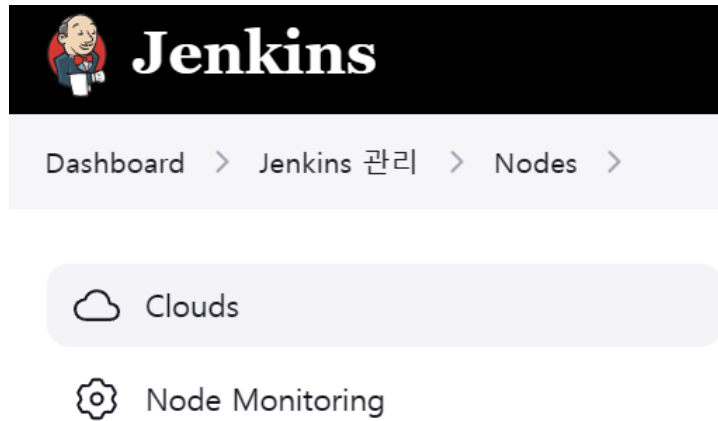 Jenkins
Dashboard > Jenkins 관리 > Nodes >
Clouds
Node Monitoring